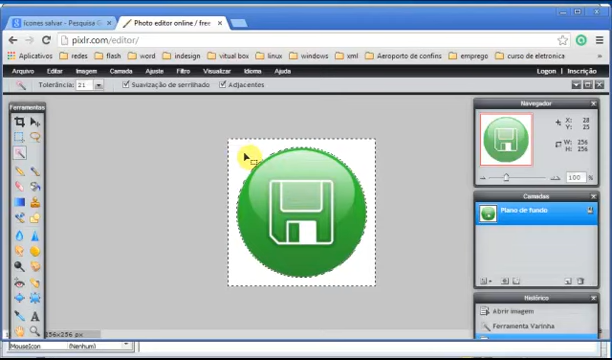 ícones salvar - Pesquisa G
Photo editor online / free
pixlr.com/editor/
Aplicativos redes flash word indesign vitual box linux windows xml Aeroporto de confins emprego curso de eletronica
Arquivo Editar Imagem Camada Ajuste Filtro Visualizar Idioma Ajuda Logon | Inscrição
Tolerância: 21 Suavização de serrilhado Adjacentes
Ferramentas
Navegador
X: 28
Y: 25
W: 256
H: 256
100 %
Camadas
Plano de fundo
Histórico
Abrir imagem
Ferramenta Varinha
256x256 px
MouseIcon (Nenhum)